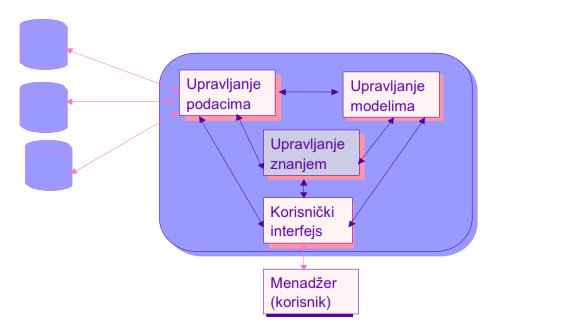 Upravljanje
podacima
Upravljanje
modelima
Upravljanje
znanjem
Korisnički
interfejs
Menadžer
(korisnik)